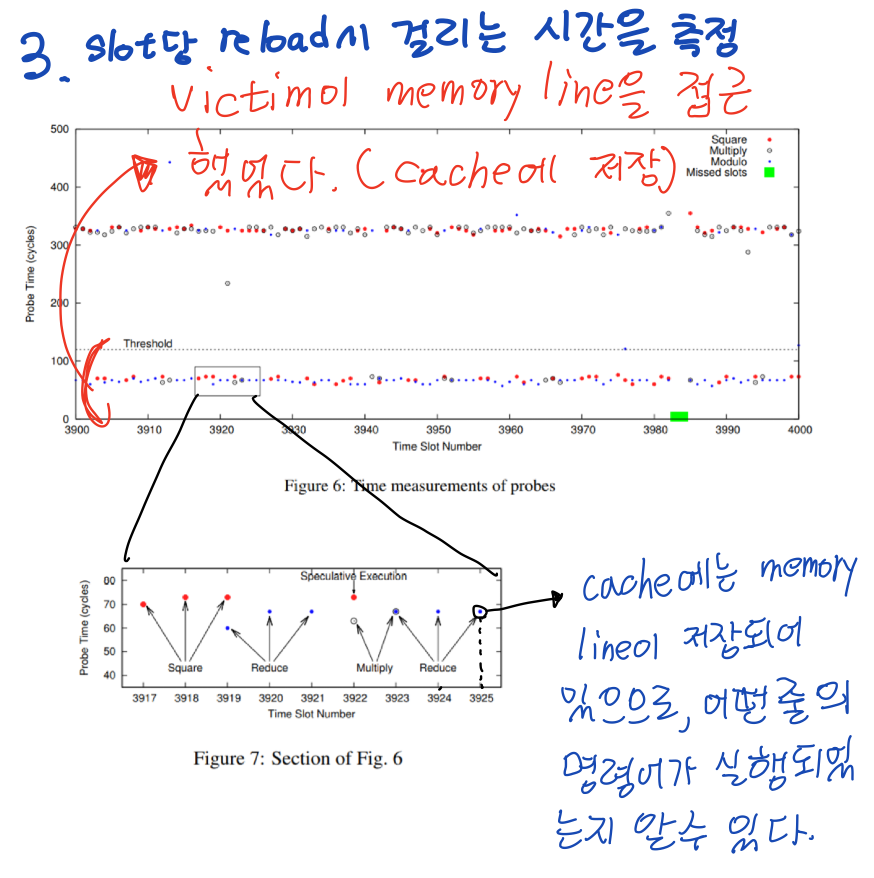 3. slot당 reload시 걸리는 시간을 측정
victim이 memory line을 접근
했었다. (cache에 저장)
500
400
300
200
100
0
Probe Time (cycles)
Square
Multiply
Modulo
Missed slots
Threshold
3900 3910 3920 3930 3940 3950 3960 3970 3980 3990 4000
Time Slot Number
Figure 6: Time measurements of probes
80
70
60
50
40
Probe Time (cycles)
Speculative Execution
Square Reduce Multiply Reduce
3917 3918 3919 3920 3921 3922 3923 3924 3925
Time Slot Number
Figure 7: Section of Fig. 6
cache에는 memory
line이 저장되어
있으므로, 어떤 줄의
명령어가 실행되었
는지 알수 있다.